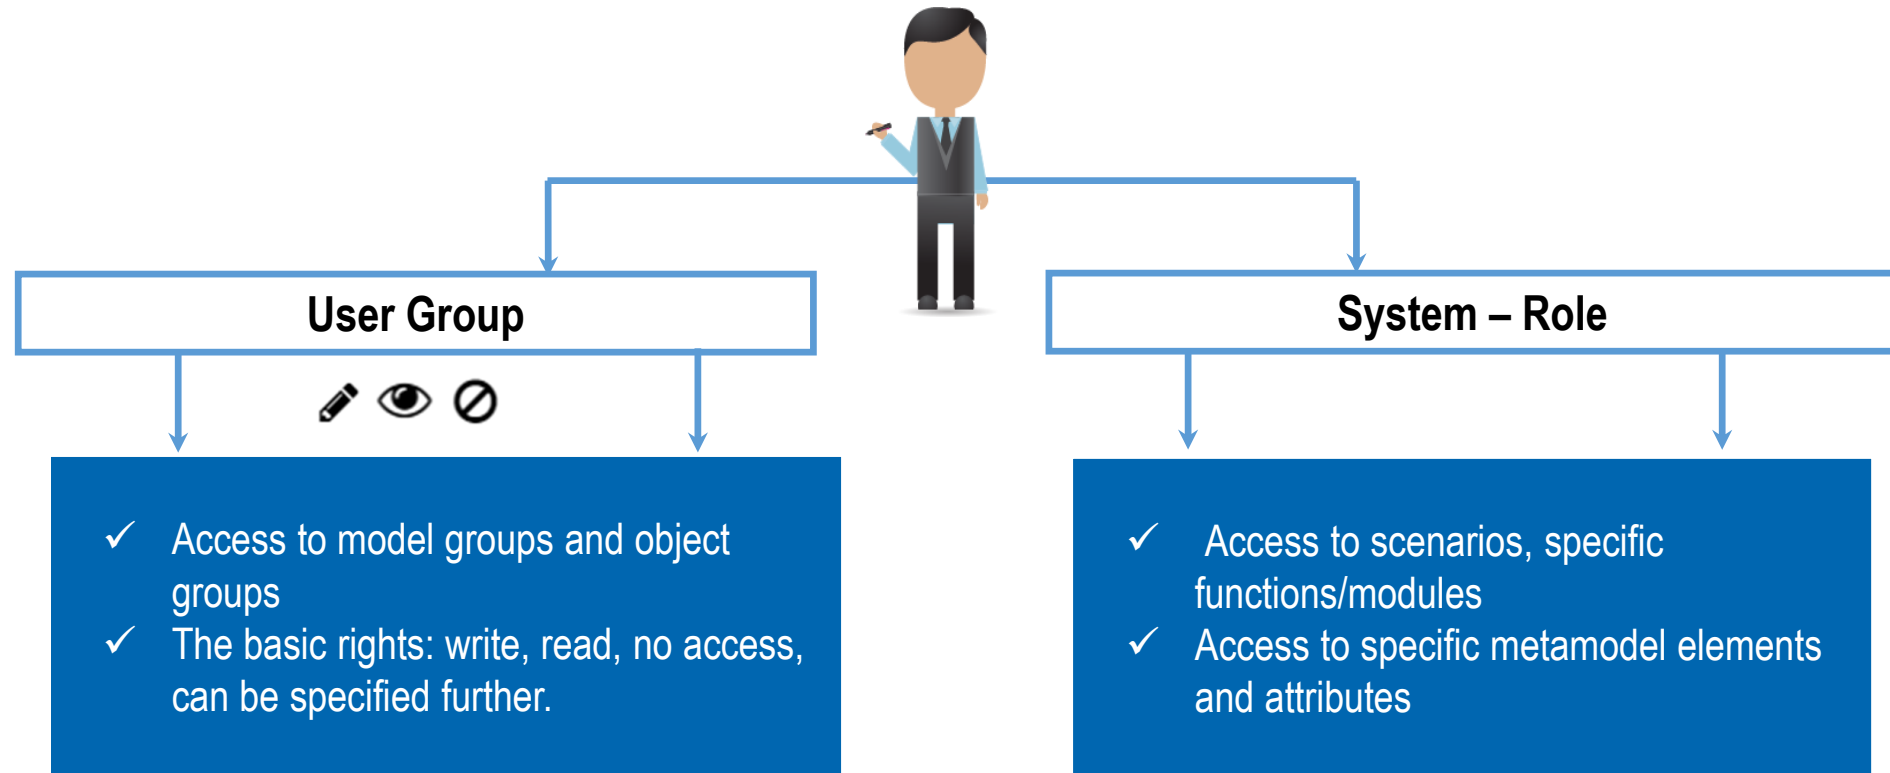 User Group
System – Role
✓ Access to model groups and object
groups
✓ The basic rights: write, read, no access,
can be specified further.
✓ Access to scenarios, specific
functions/modules
✓ Access to specific metamodel elements
and attributes